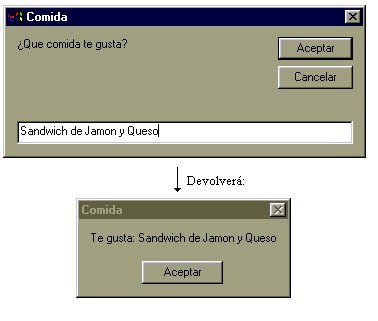 Comida
¿Que comida te gusta?
Aceptar
Cancelar
Sandwich de Jamon y Queso
Devolverá:
Comida
Te gusta: Sandwich de Jamon y Queso
Aceptar